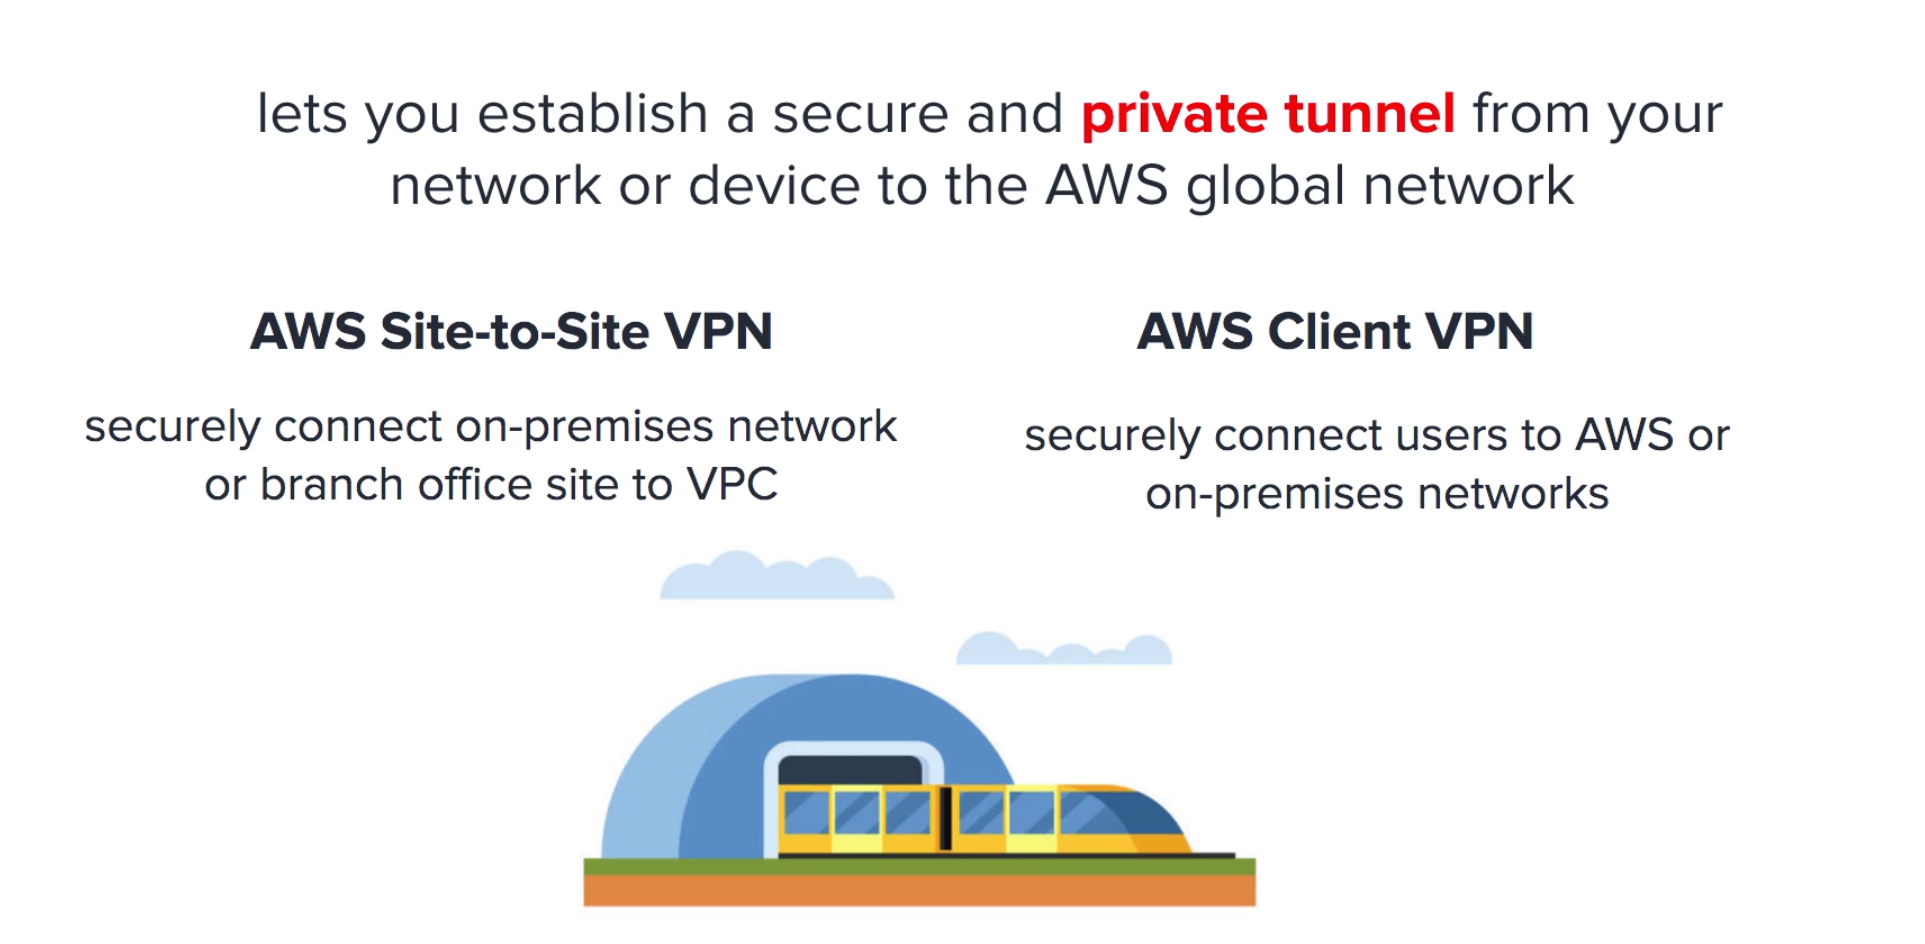 lets you establish a secure and private tunnel from your
network or device to the AWS global network
AWS Site-to-Site VPN
securely connect on-premises network
or branch office site to VPC
AWS Client VPN
securely connect users to AWS or
on-premises networks